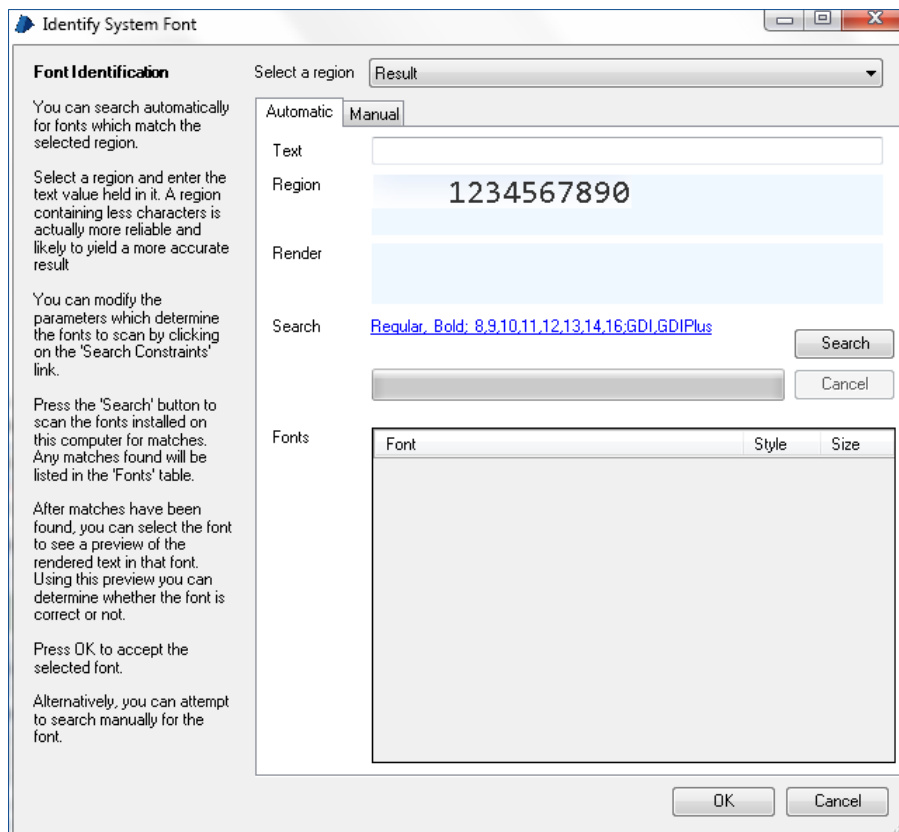 Identify System Font
Font Identification
You can search automatically
for fonts which match the
selected region.
Select a region and enter the
text value held in it. A region
containing less characters is
actually more reliable and
likely to yield a more accurate
result
You can modify the
parameters which determine
the fonts to scan by clicking
on the 'Search Constraints'
link.
Press the 'Search' button to
scan the fonts installed on
this computer for matches.
Any matches found will be
listed in the 'Fonts' table.
After matches have been
found, you can select the font
to see a preview of the
rendered text in that font.
Using this preview you can
determine whether the font is
correct or not.
Press OK to accept the
selected font.
Alternatively, you can attempt
to search manually for the
font.
Select a region Result
Automatic Manual
Text
Region 1234567890
Render
Search Regular, Bold; 8,9,10,11,12,13,14,16;GDI,GDIPlus
Search
Cancel
Fonts Font Style Size
OK Cancel